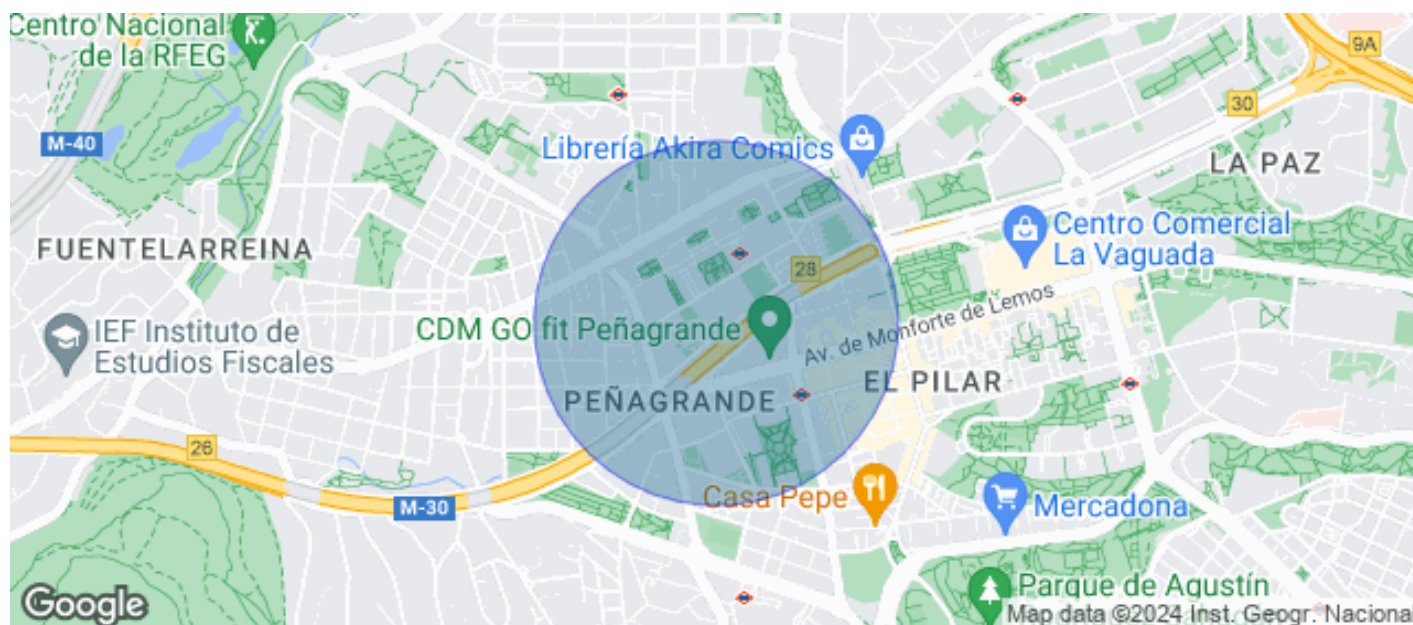 Centro Nacional
de la RFEG
9A
30
M-40
Librería Akira Comics
LA PAZ
Centro Comercial
La Vaguada
FUENTELARREINA
28
CDM GO fit Peñagrande
Av. de Monforte de Lemos
IEF Instituto de
Estudios Fiscales
PEÑAGRANDE
EL PILAR
26
M-30
Casa Pepe
Mercadona
Parque de Agustín
Google
Map data ©2024 Inst. Geogr. Nacional